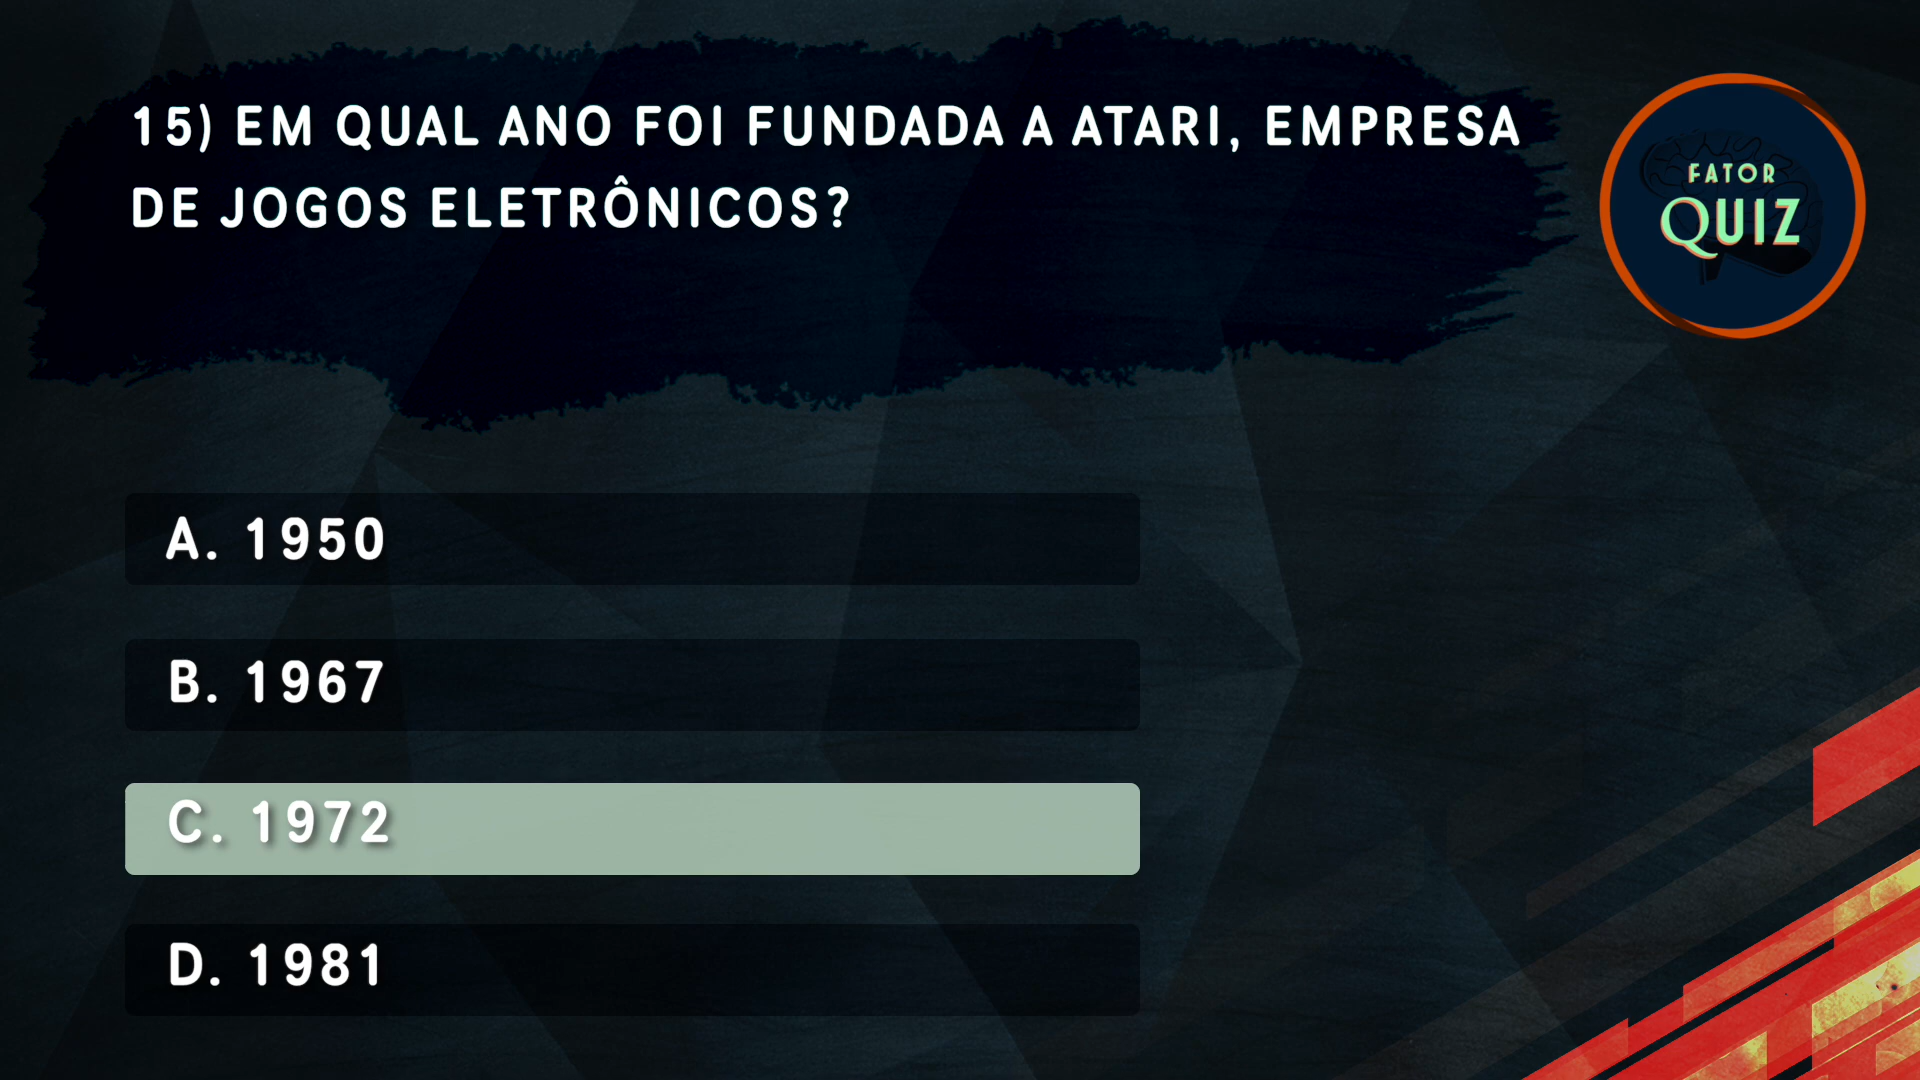 15) EM QUAL ANO FOI FUNDADA A ATARI, EMPRESA
DE JOGOS ELETRÔNICOS?
FATOR
QUIZ
A. 1950
B. 1967
C. 1972
D. 1981